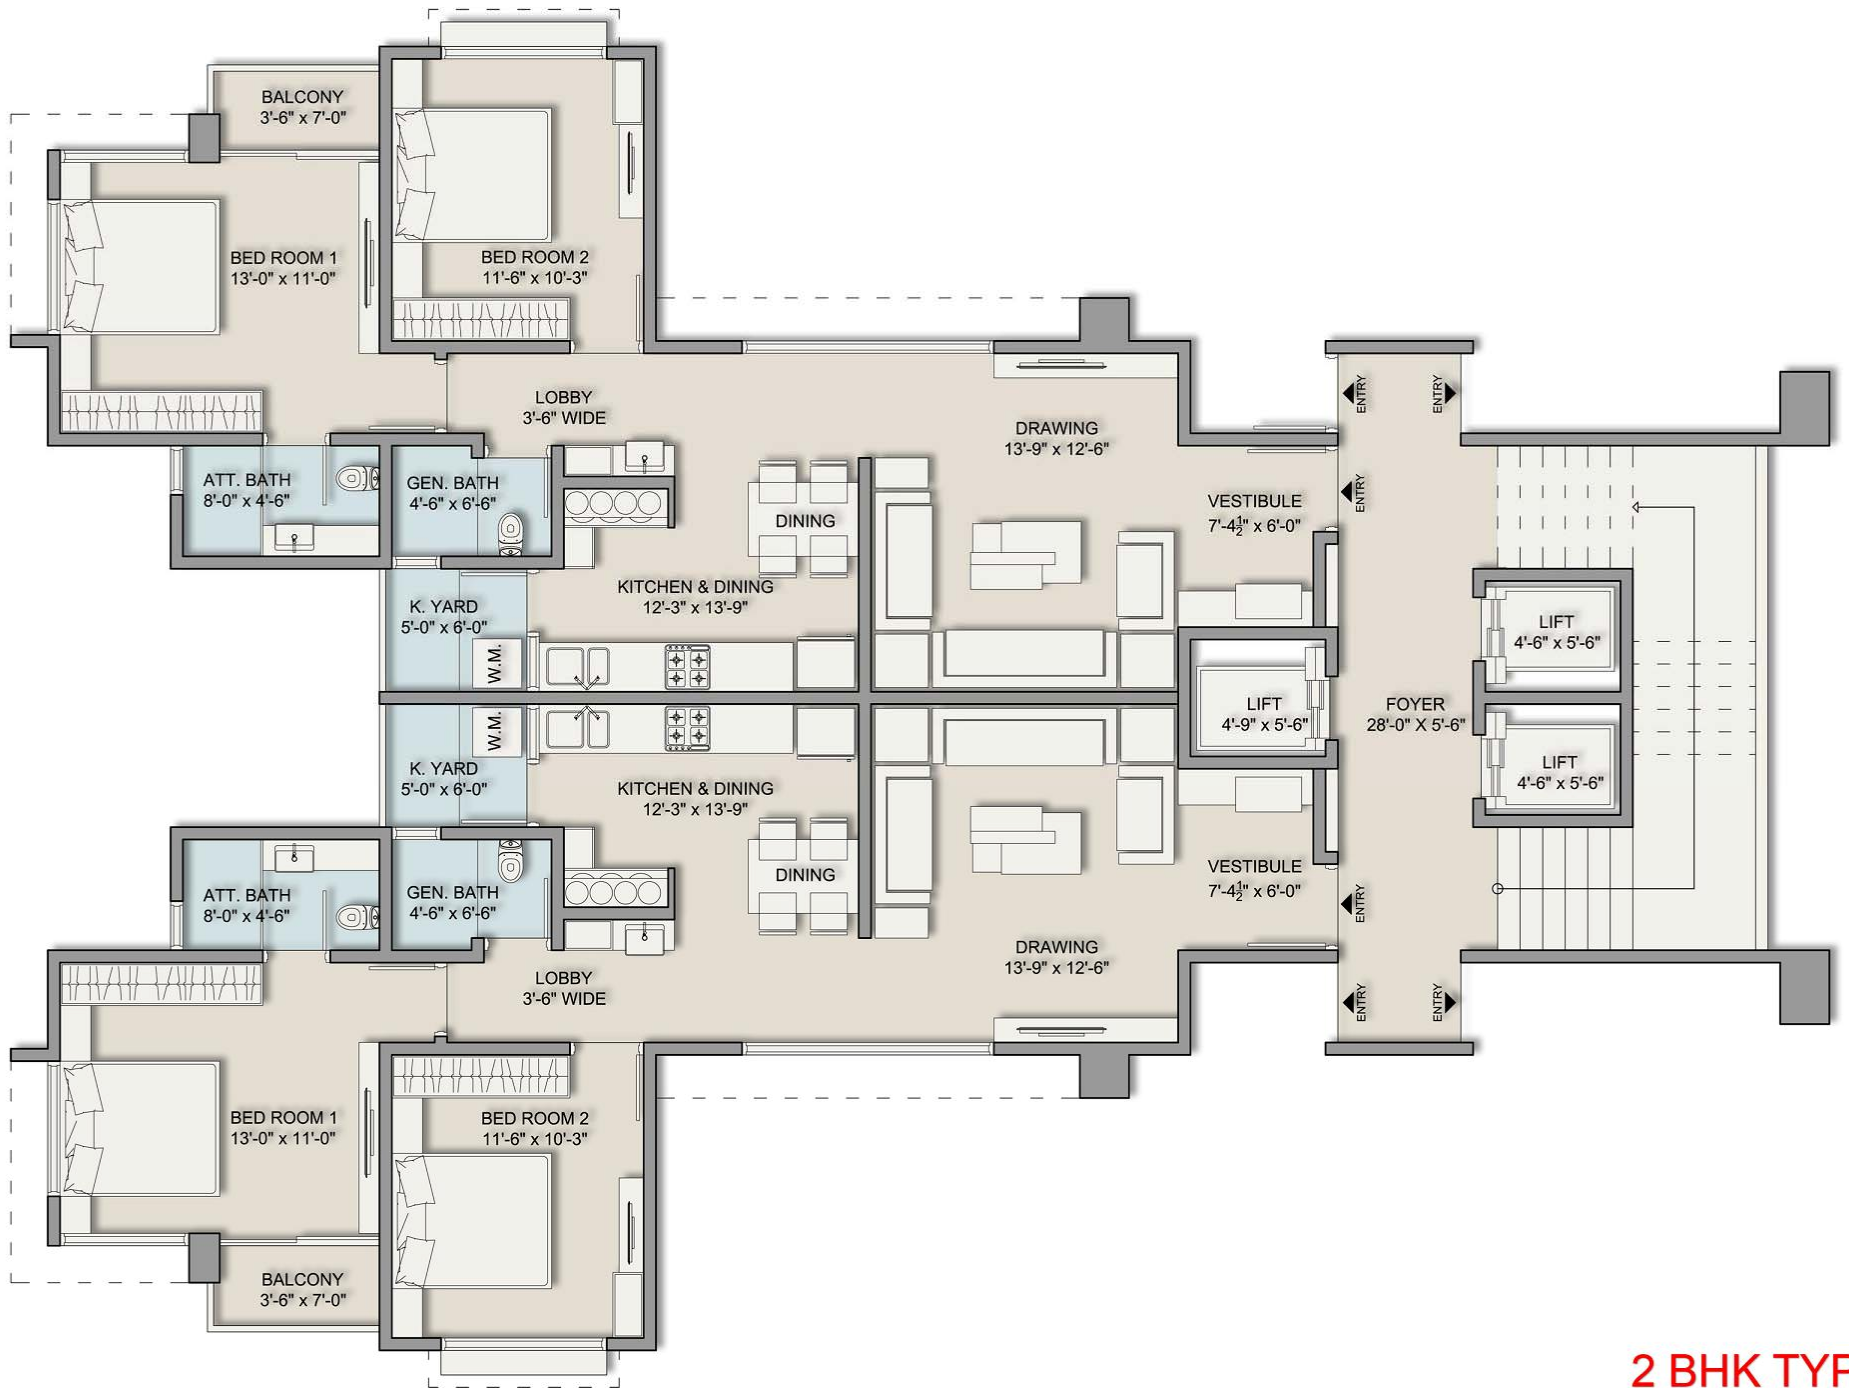 BALCONY
3'-6" x 7'-0"
BED ROOM 1
13'-0" x 11'-0"
BED ROOM 2
11'-6" x 10'-3"
LOBBY
3'-6" WIDE
DRAWING
13'-9" x 12'-6"
ENTRY
ENTRY
ATT. BATH
8'-0" x 4'-6"
GEN. BATH
4'-6" x 6'-6"
DINING
VESTIBULE
7'-4½" x 6'-0"
ENTRY
KITCHEN & DINING
12'-3" x 13'-9"
K. YARD
5'-0" x 6'-0"
W.M.
LIFT
4'-6" x 5'-6"
LIFT
4'-9" x 5'-6"
FOYER
28'-0" X 5'-6"
W.M.
K. YARD
5'-0" x 6'-0"
KITCHEN & DINING
12'-3" x 13'-9"
LIFT
4'-6" x 5'-6"
ATT. BATH
8'-0" x 4'-6"
GEN. BATH
4'-6" x 6'-6"
DINING
VESTIBULE
7'-4½" x 6'-0"
ENTRY
LOBBY
3'-6" WIDE
DRAWING
13'-9" x 12'-6"
ENTRY
ENTRY
BED ROOM 1
13'-0" x 11'-0"
BED ROOM 2
11'-6" x 10'-3"
BALCONY
3'-6" x 7'-0"
2 BHK TYP